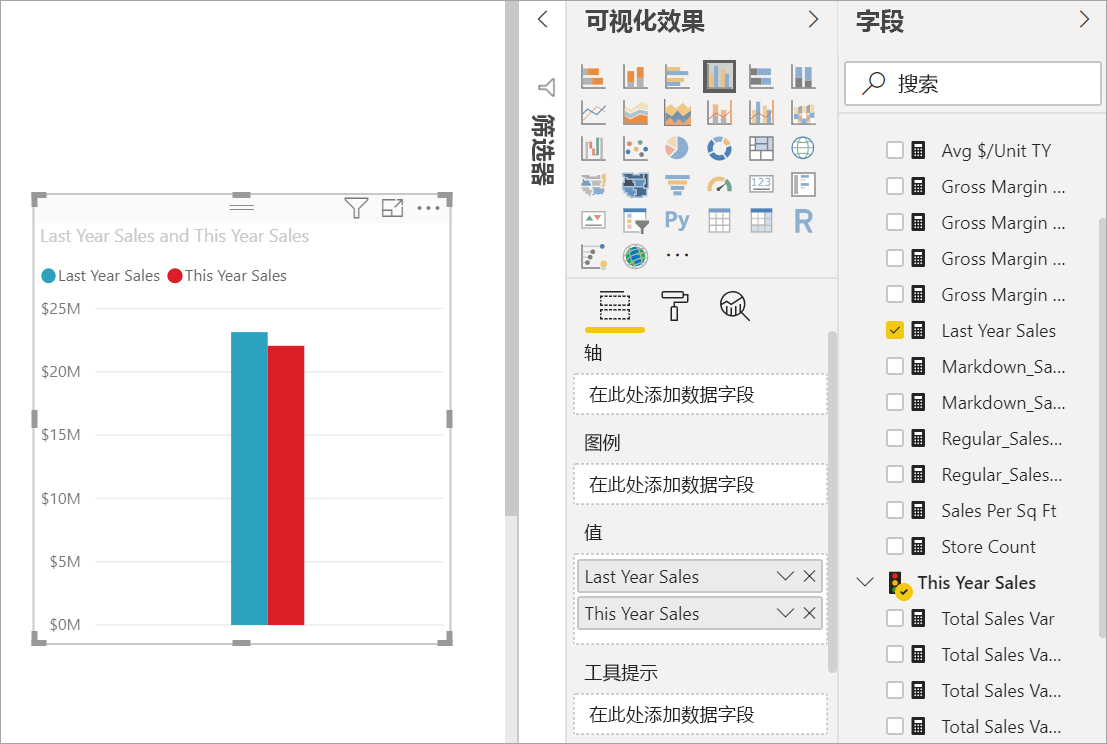 Last Year Sales and This Year Sales
Last Year Sales This Year Sales
$25M
$20M
$15M
$10M
$5M
$0M
筛选器
可视化效果
123
Py
R
轴
在此处添加数据字段
图例
在此处添加数据字段
值
Last Year Sales
This Year Sales
工具提示
在此处添加数据字段
字段
搜索
Avg $/Unit TY
Gross Margin ...
Gross Margin ...
Gross Margin ...
Gross Margin ...
Last Year Sales
Markdown_Sa...
Markdown_Sa...
Regular_Sales...
Regular_Sales...
Sales Per Sq Ft
Store Count
This Year Sales
Total Sales Var
Total Sales Va...
Total Sales Va...
Total Sales Va...